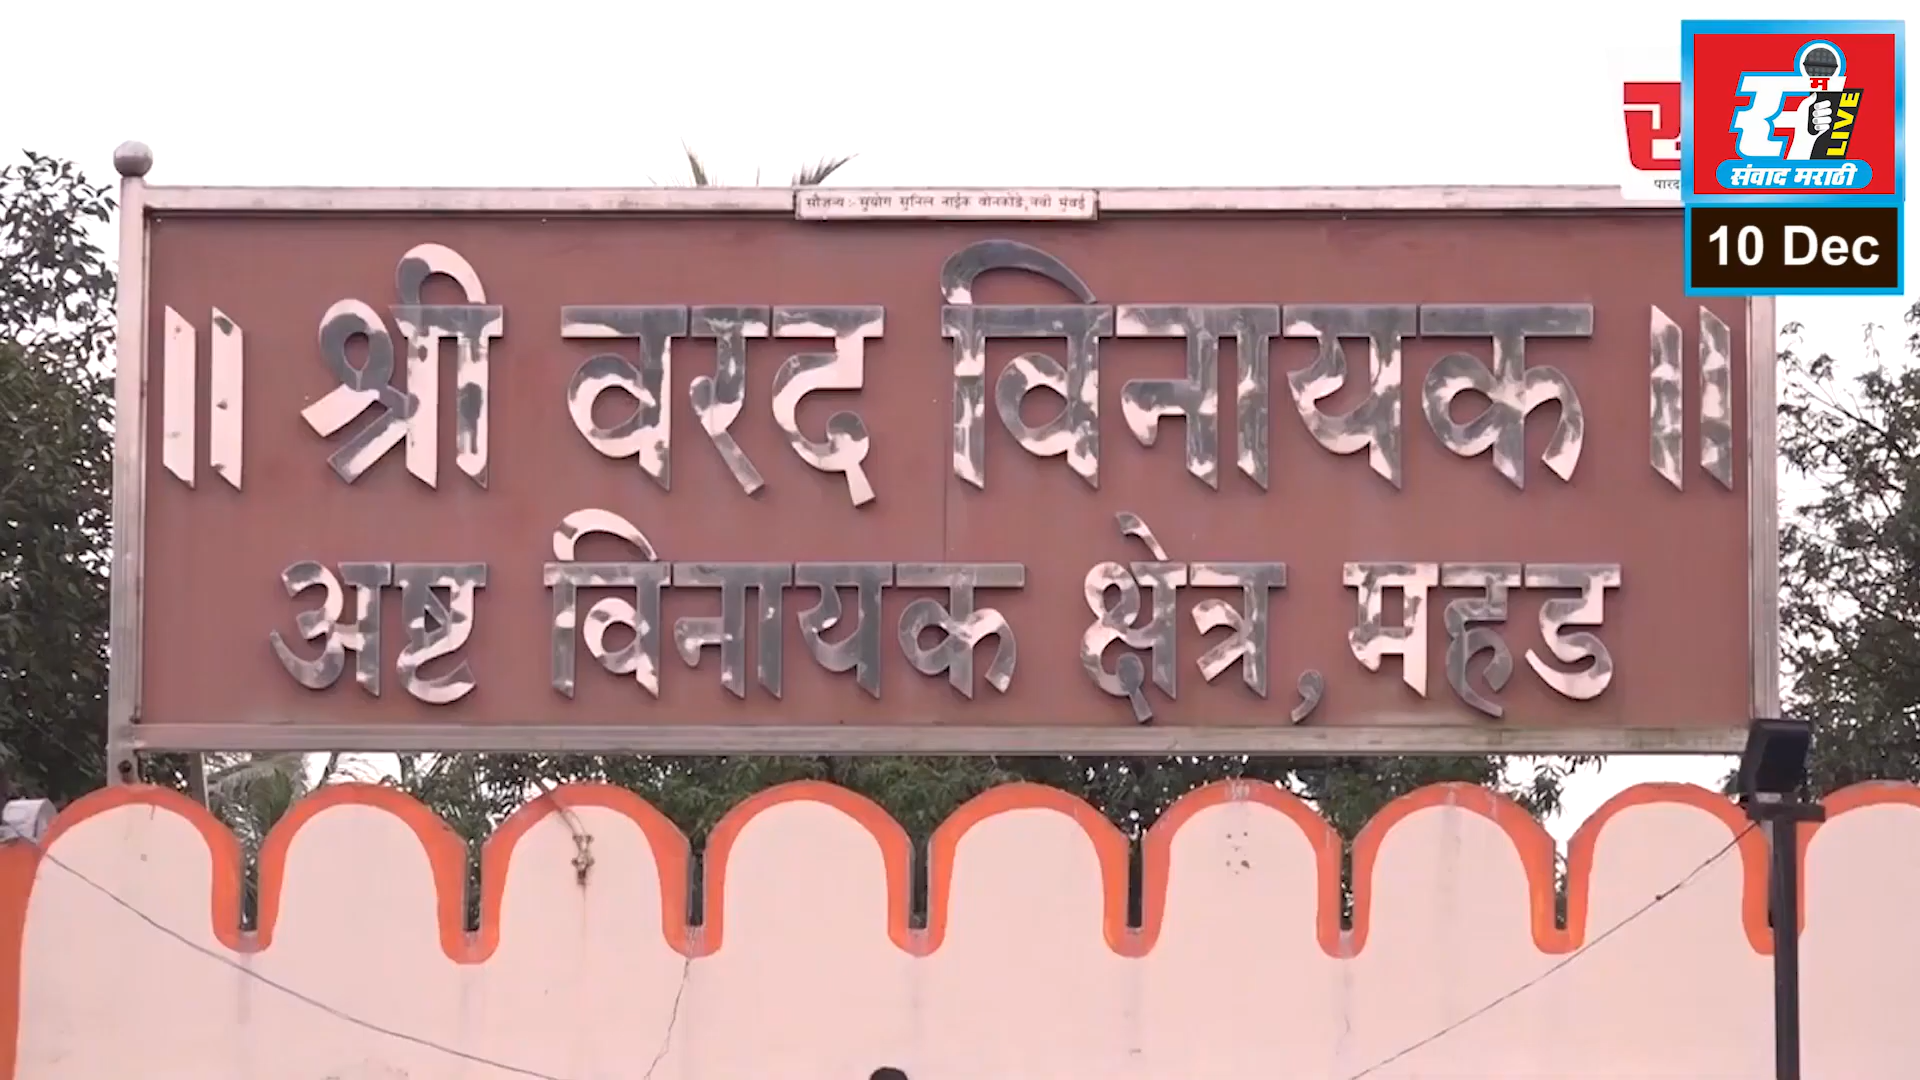 सौजन्य :- सुयोग सुनिल नाईक बोनकोडे, नवी मुंबई
॥ श्री वरद विनायक ॥
अष्ट विनायक क्षेत्र, महड
स
म
LIVE
संवाद मराठी
10 Dec